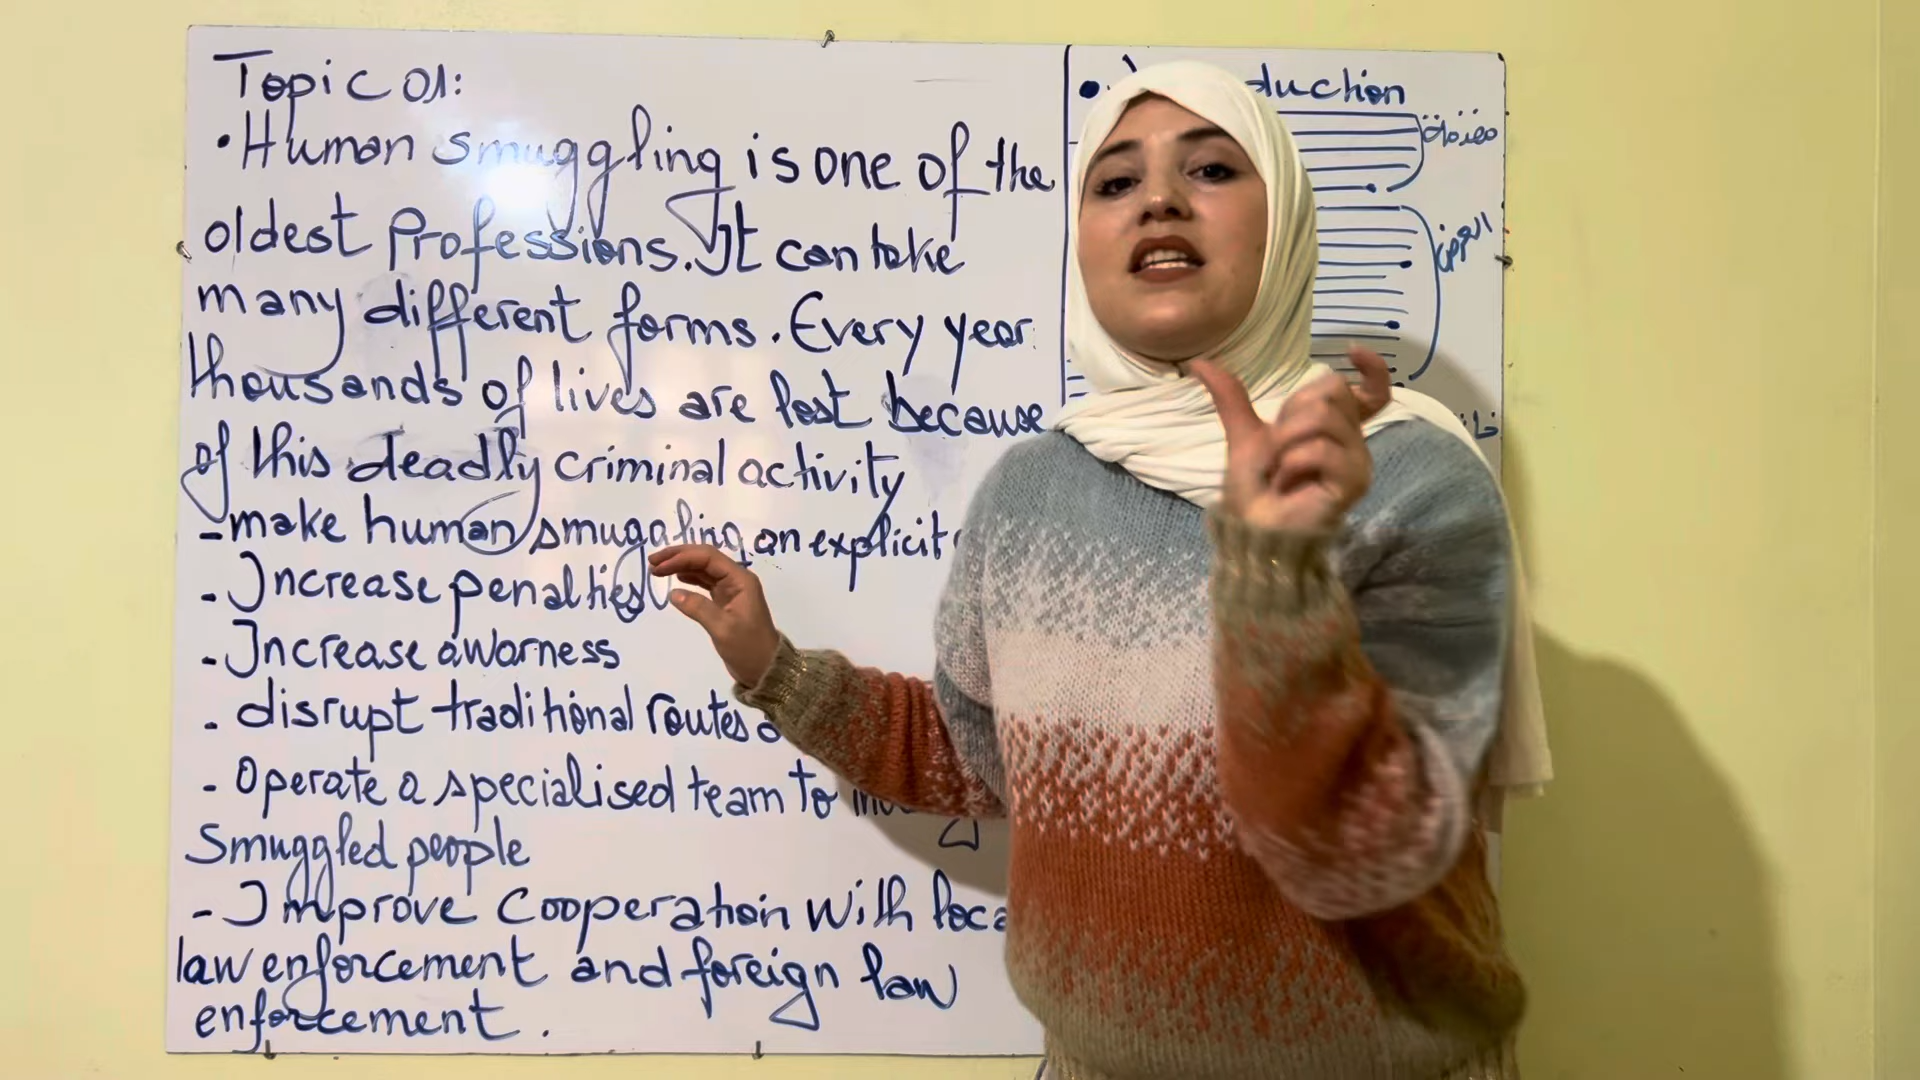 Topic 01:
• Human smuggling is one of the
oldest professions. It can take
many different forms. Every year
thousands of lives are lost because
of this deadly criminal activity
- make human smuggling an explicit
- Increase penalties
- Increase awarness
- disrupt traditional routes
- Operate a specialised team to
smuggled people
- Improve cooperation with
law enforcement and foreign law
enforcement.
مقدمة
العرض